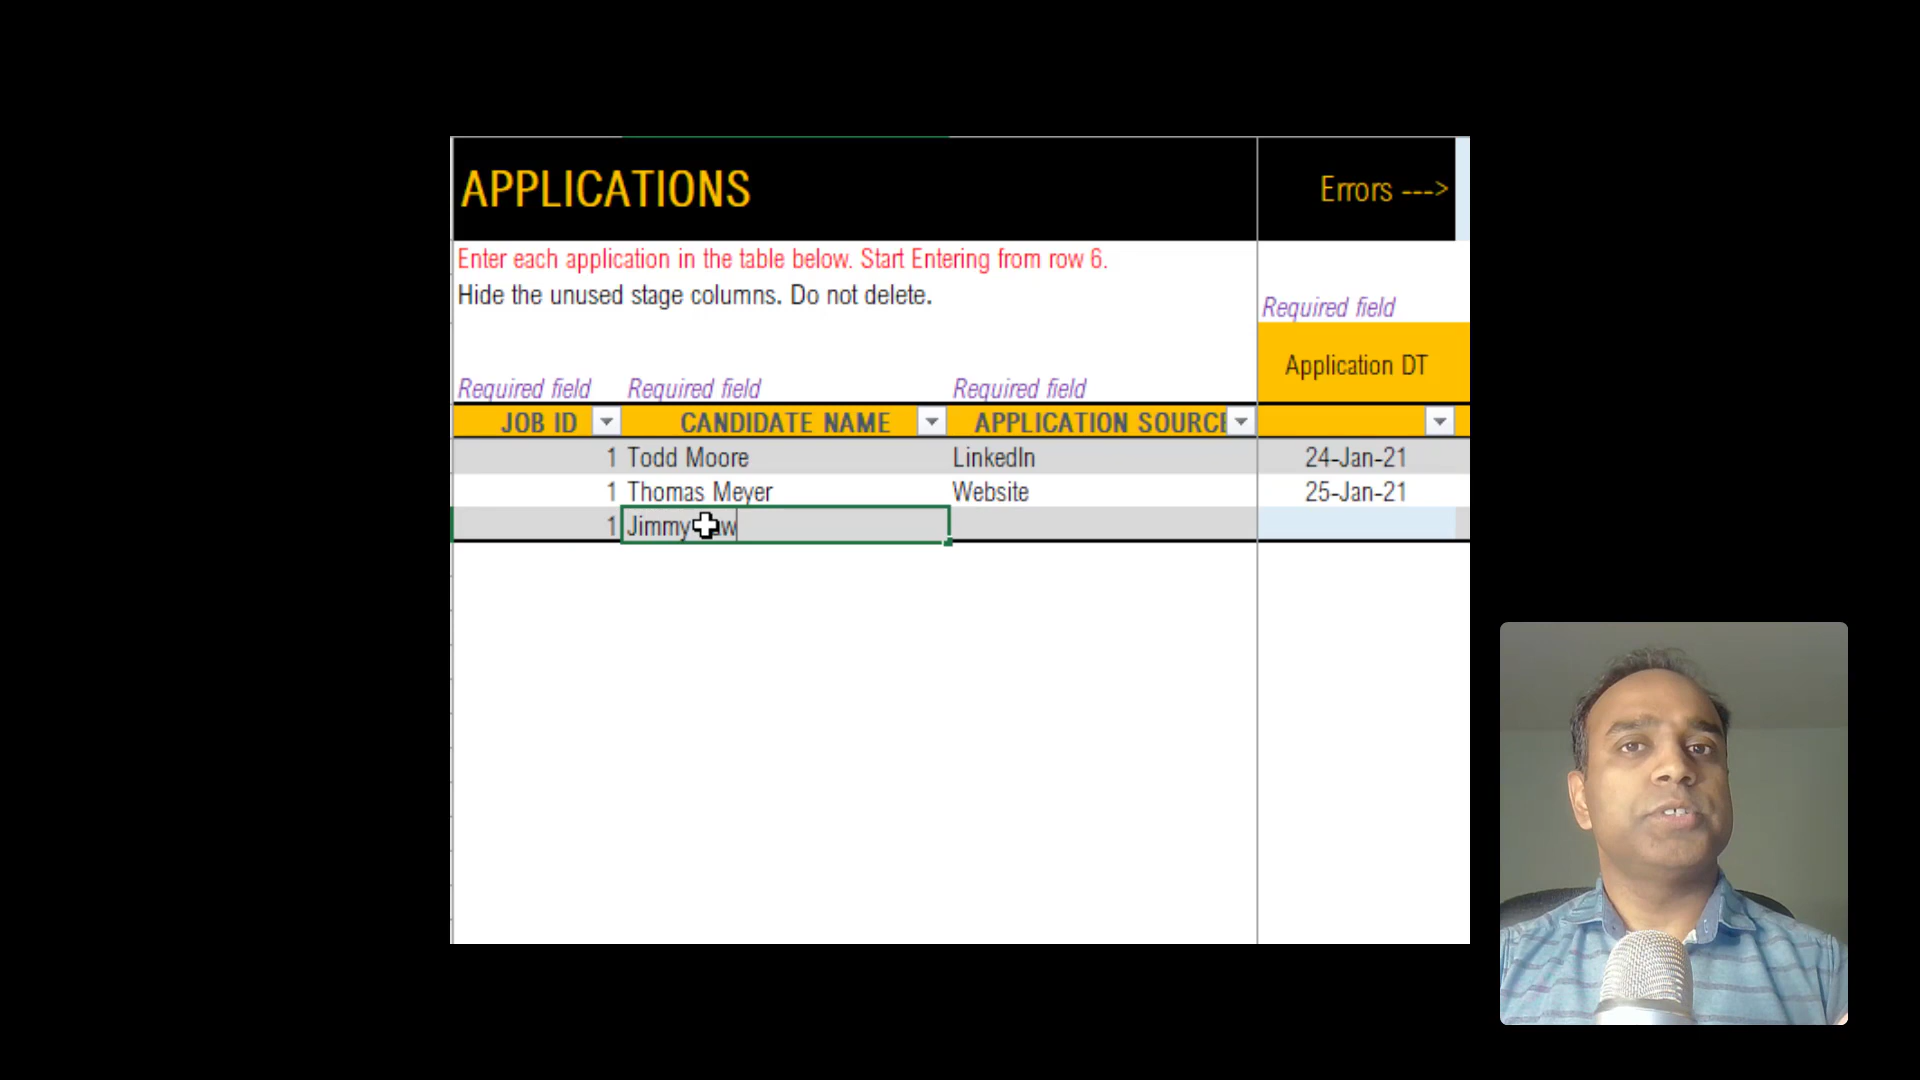 APPLICATIONS
Errors --->
Enter each application in the table below. Start Entering from row 6.
Hide the unused stage columns. Do not delete.
Required field
Application DT
Required field Required field Required field
JOB ID CANDIDATE NAME APPLICATION SOURCE
1 Todd Moore LinkedIn 24-Jan-21
1 Thomas Meyer Website 25-Jan-21
1 Jimmy